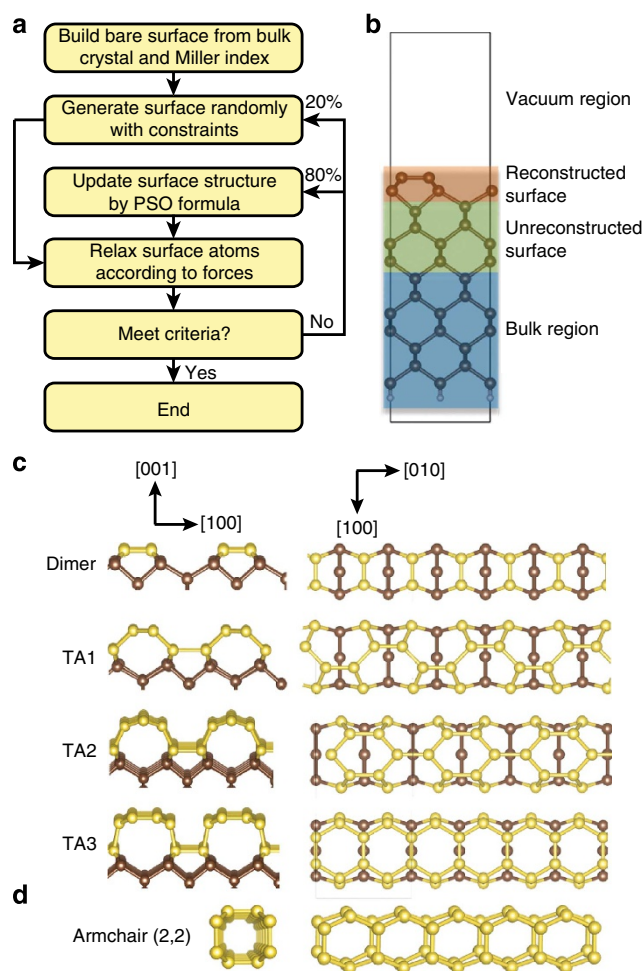 a
Build bare surface from bulk
crystal and Miller index
Generate surface randomly
with constraints
20%
Update surface structure
by PSO formula
80%
Relax surface atoms
according to forces
Meet criteria?
No
Yes
End
b
Vacuum region
Reconstructed
surface
Unreconstructed
surface
Bulk region
c
[001]
[100]
[010]
[100]
Dimer
TA1
TA2
TA3
d
Armchair (2,2)